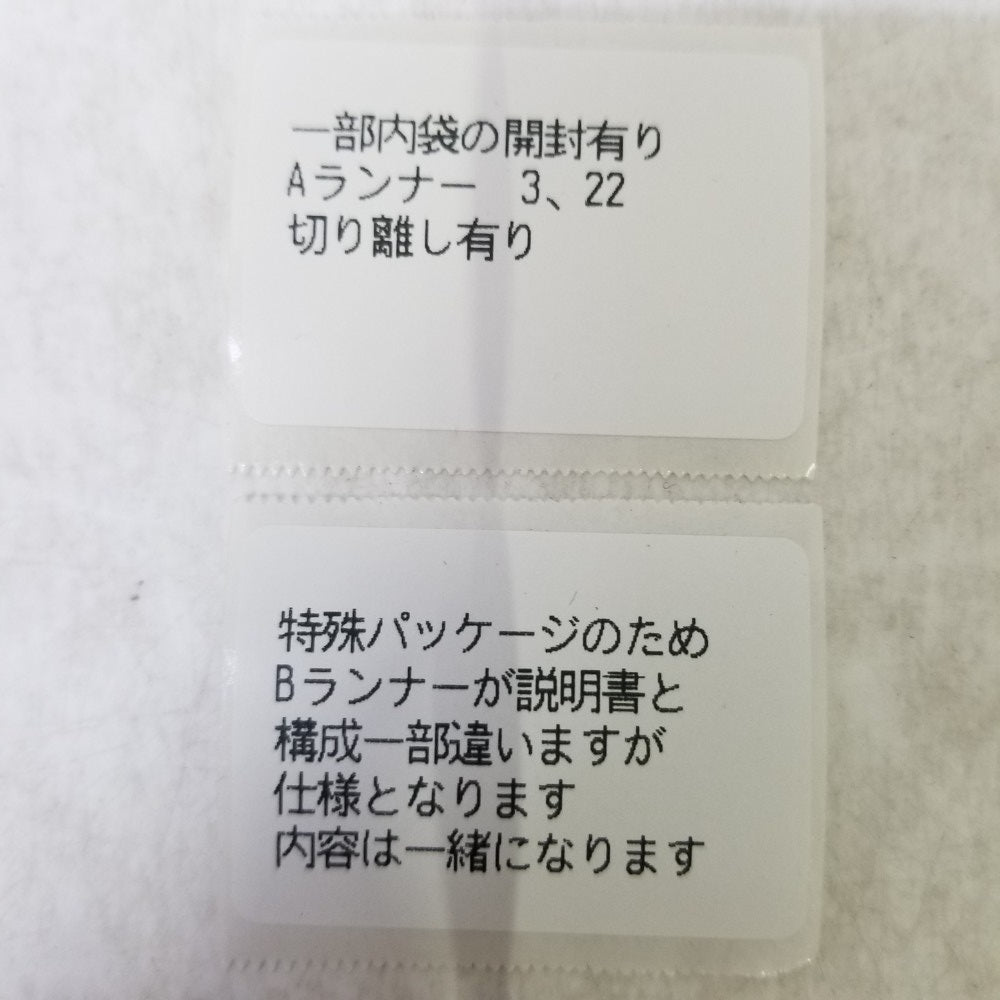 一部内袋の開封有り
Aランナー　3、22
切り離し有り
特殊パッケージのため
Bランナーが説明書と
構成一部違いますが
仕様となります
内容は一緒になります